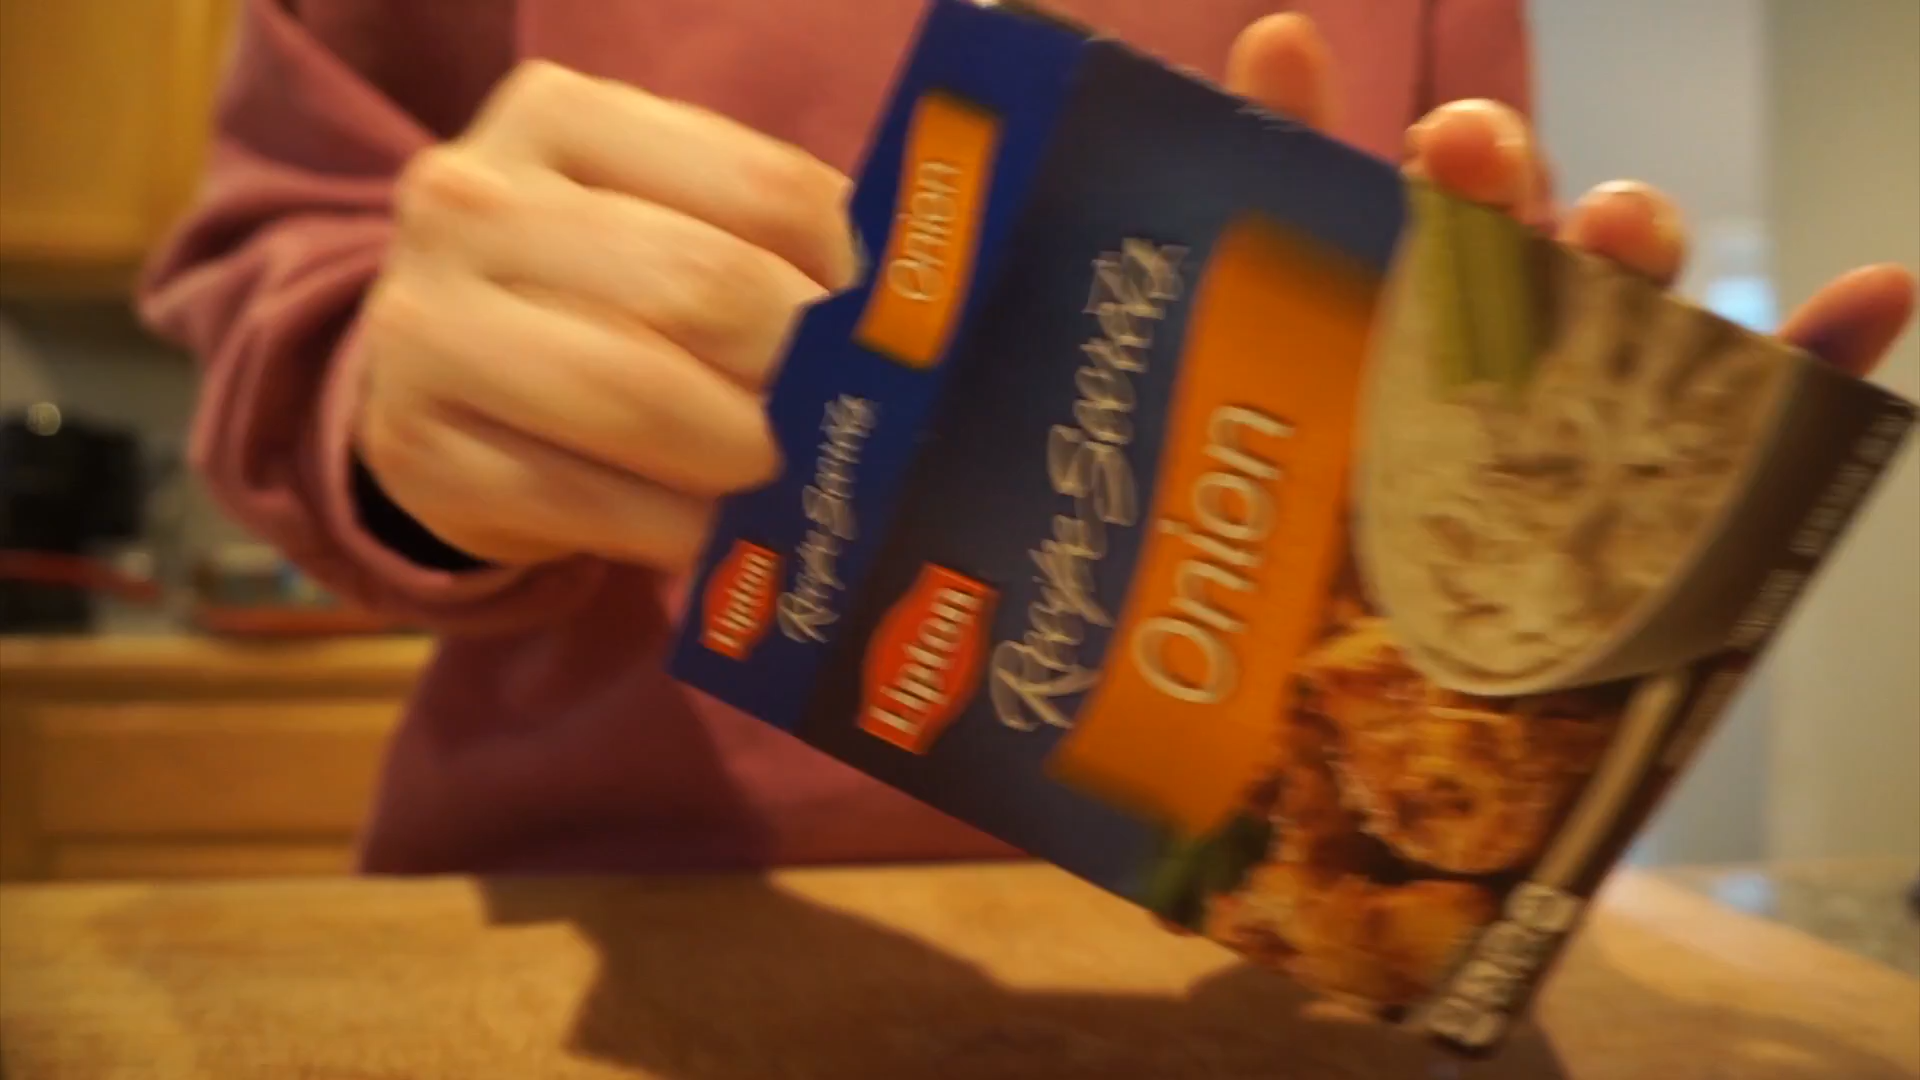 Onion
Recipe Secrets
Lipton
Lipton
Recipe Secrets
Onion